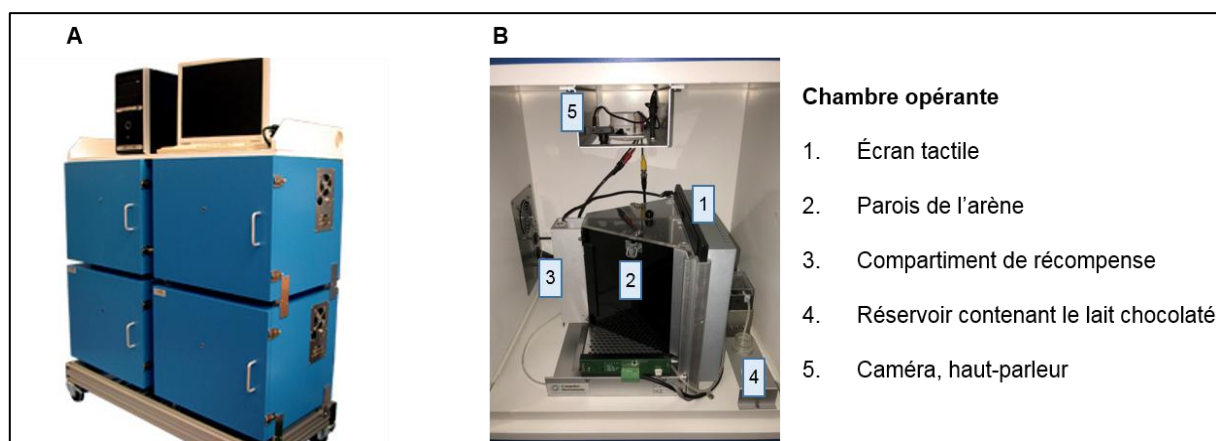 A
B
5
1
2
3
4
Chambre opérante
1. Écran tactile
2. Parois de l'arène
3. Compartiment de récompense
4. Réservoir contenant le lait chocolaté
5. Caméra, haut-parleur